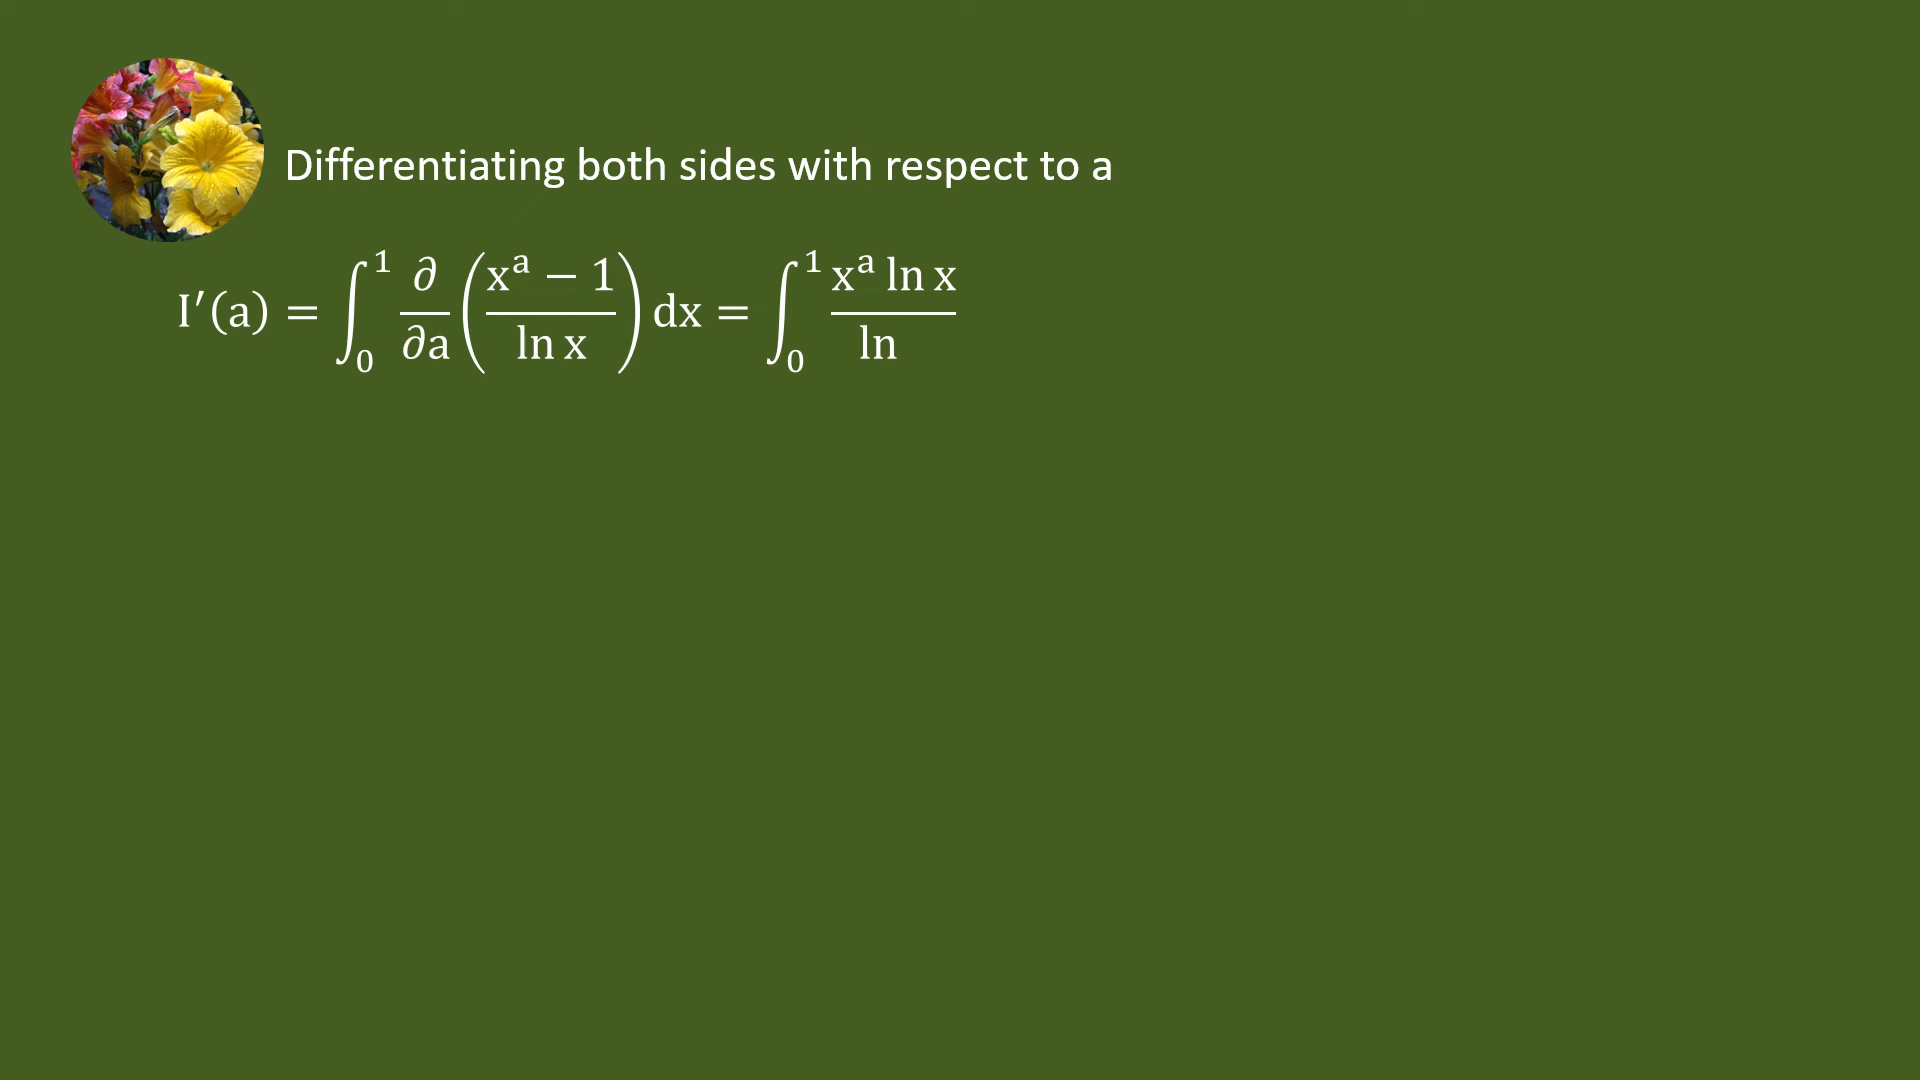 Differentiating both sides with respect to a
I′(a) = ∫₀¹ ∂/∂a ((xᵃ − 1)/(ln x)) dx = ∫₀¹ (xᵃ ln x)/(ln)